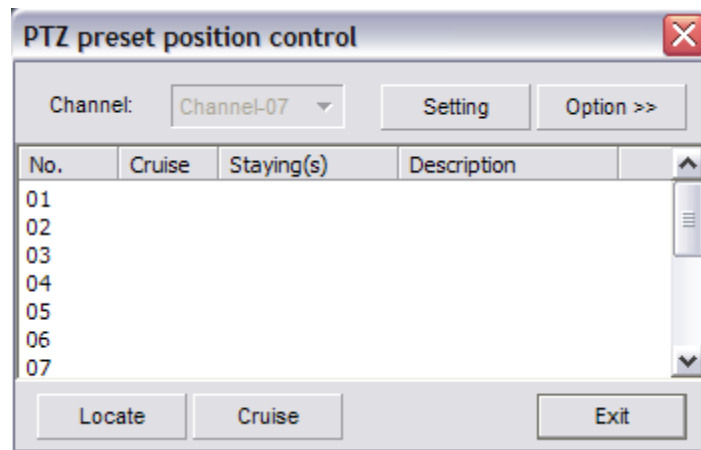 PTZ preset position control
Channel: Channel-07 Setting Option >>
No. Cruise Staying(s) Description
01
02
03
04
05
06
07
Locate Cruise Exit